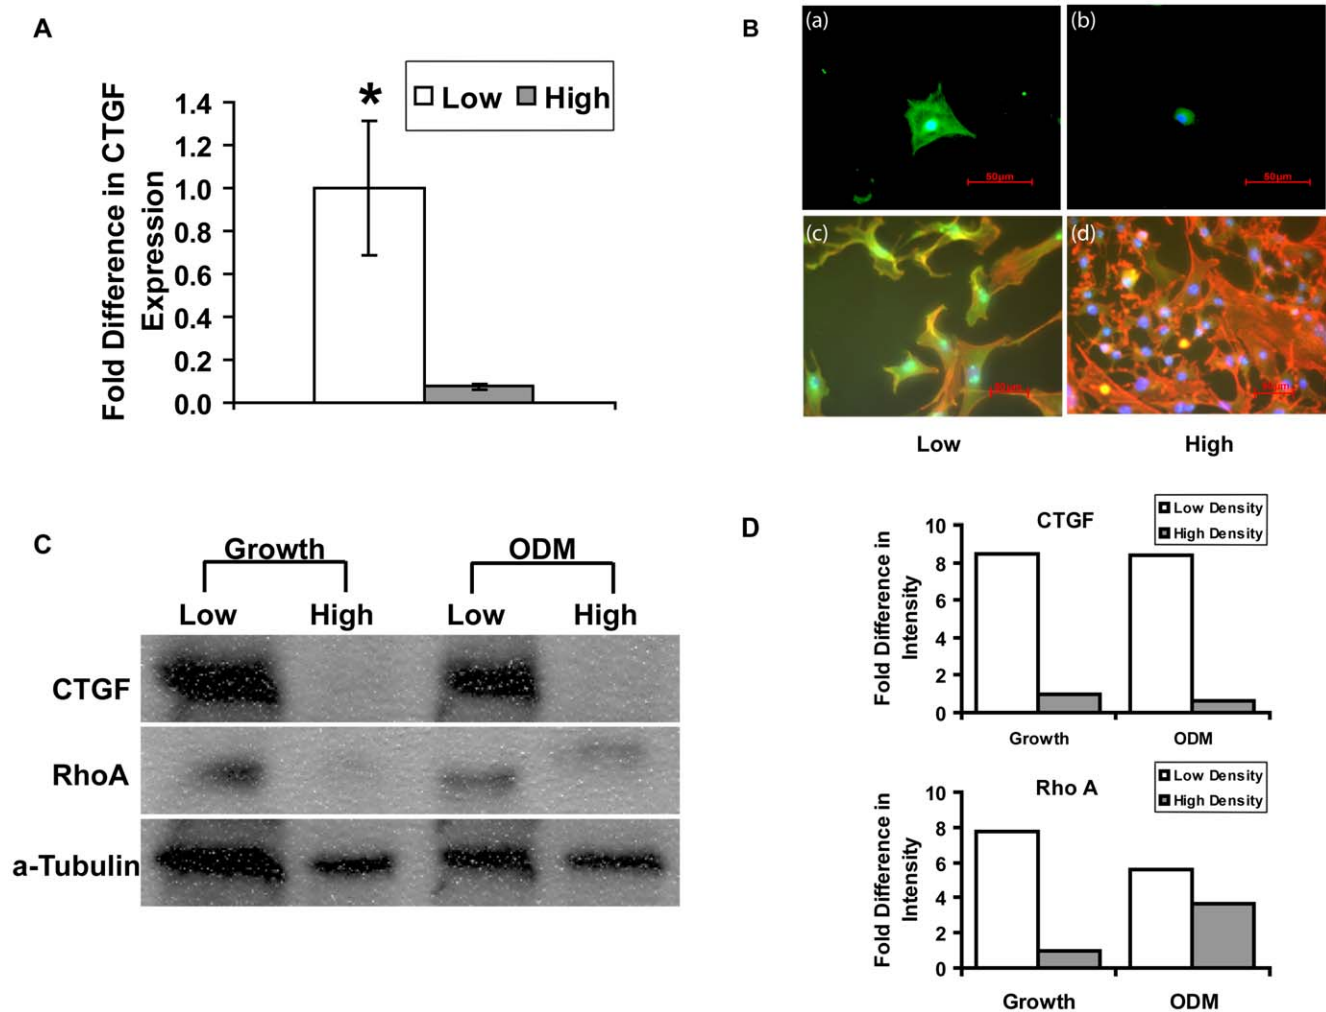 A
Low High
*
Fold Difference in CTGF
Expression
1.4
1.2
1.0
0.8
0.6
0.4
0.2
0.0
B
(a)
50µm
(b)
50µm
(c)
(d)
Low
High
C
Growth
ODM
Low
High
Low
High
CTGF
RhoA
a-Tubulin
D
CTGF
Low Density
High Density
Fold Difference in
Intensity
10
8
6
4
2
0
Growth
ODM
Rho A
Low Density
High Density
Fold Difference in
Intensity
10
8
6
4
2
0
Growth
ODM